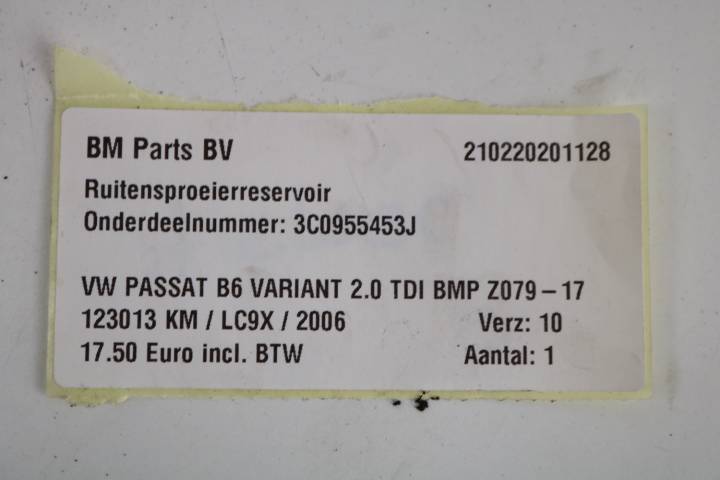 BM Parts BV 210220201128
Ruitensproeierreservoir
Onderdeelnummer: 3C0955453J
VW PASSAT B6 VARIANT 2.0 TDI BMP Z079-17
123013 KM / LC9X / 2006 Verz: 10
17.50 Euro incl. BTW Aantal: 1